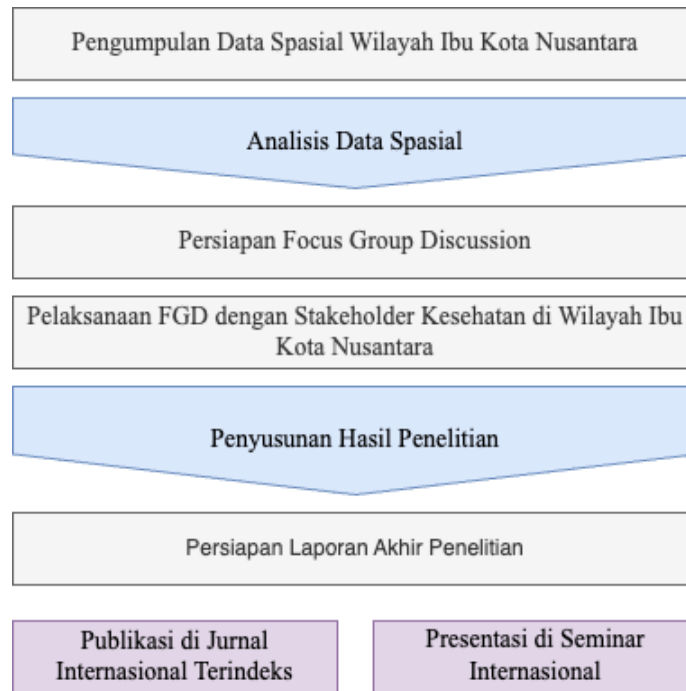 Pengumpulan Data Spasial Wilayah Ibu Kota Nusantara
Analisis Data Spasial
Persiapan Focus Group Discussion
Pelaksanaan FGD dengan Stakeholder Kesehatan di Wilayah Ibu
Kota Nusantara
Penyusunan Hasil Penelitian
Persiapan Laporan Akhir Penelitian
Publikasi di Jurnal
Internasional Terindeks
Presentasi di Seminar
Internasional